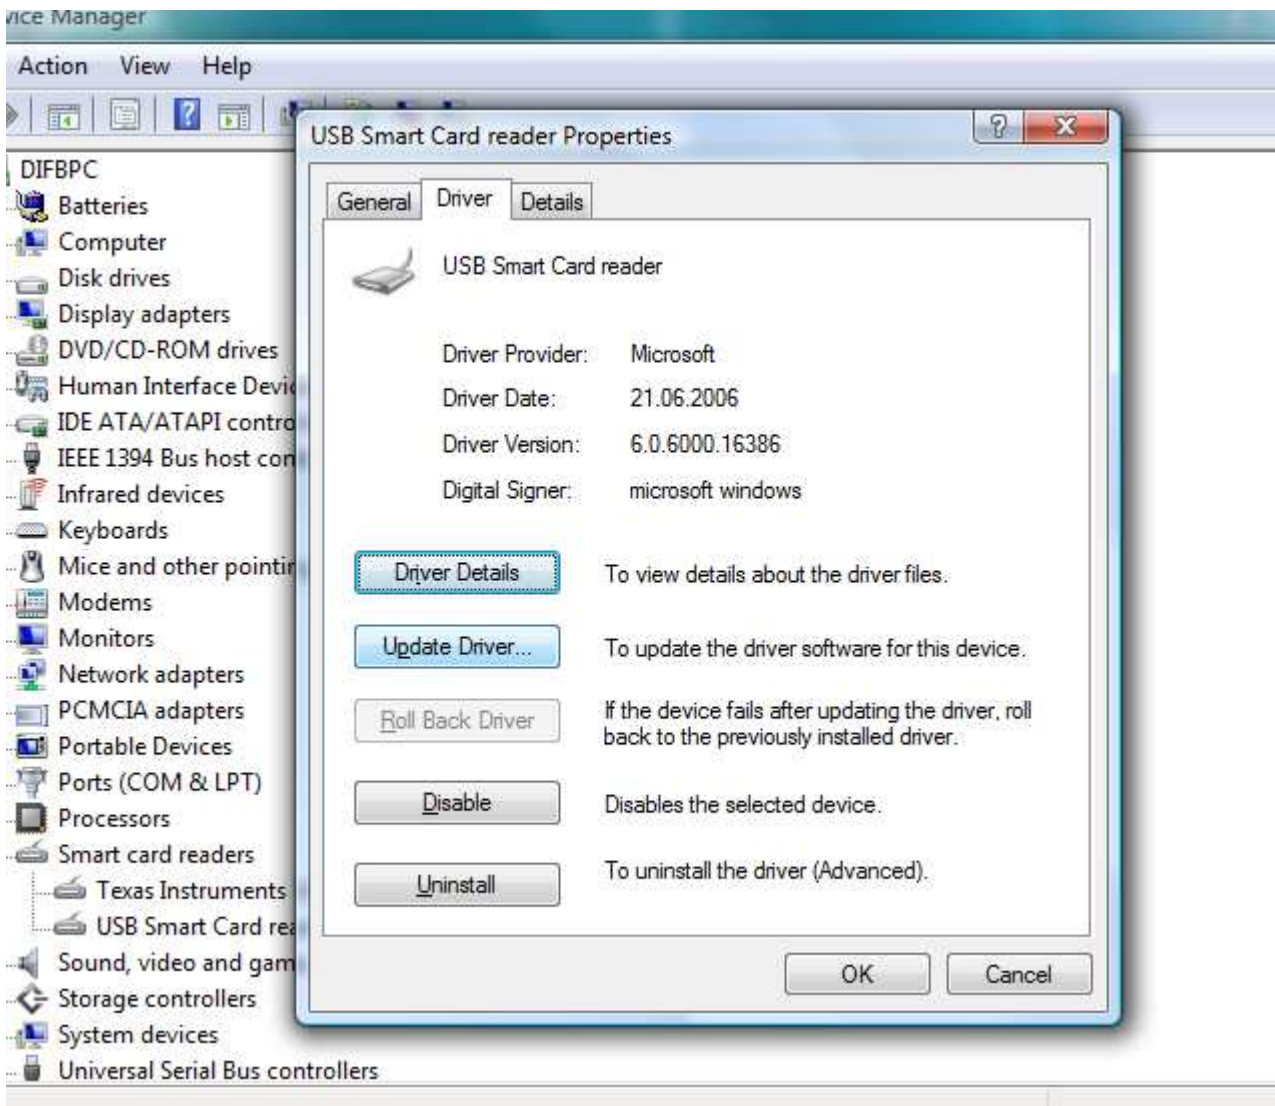 vice Manager
Action View Help
USB Smart Card reader Properties
DIFBPC
Batteries
Computer
Disk drives
Display adapters
DVD/CD-ROM drives
Human Interface Devic
IDE ATA/ATAPI contro
IEEE 1394 Bus host con
Infrared devices
Keyboards
Mice and other pointin
Modems
Monitors
Network adapters
PCMCIA adapters
Portable Devices
Ports (COM & LPT)
Processors
Smart card readers
Texas Instruments
USB Smart Card rea
Sound, video and gam
Storage controllers
System devices
Universal Serial Bus controllers
General Driver Details
USB Smart Card reader
Driver Provider: Microsoft
Driver Date: 21.06.2006
Driver Version: 6.0.6000.16386
Digital Signer: microsoft windows
Driver Details To view details about the driver files.
Update Driver... To update the driver software for this device.
Roll Back Driver If the device fails after updating the driver, roll
back to the previously installed driver.
Disable Disables the selected device.
Uninstall To uninstall the driver (Advanced).
OK Cancel